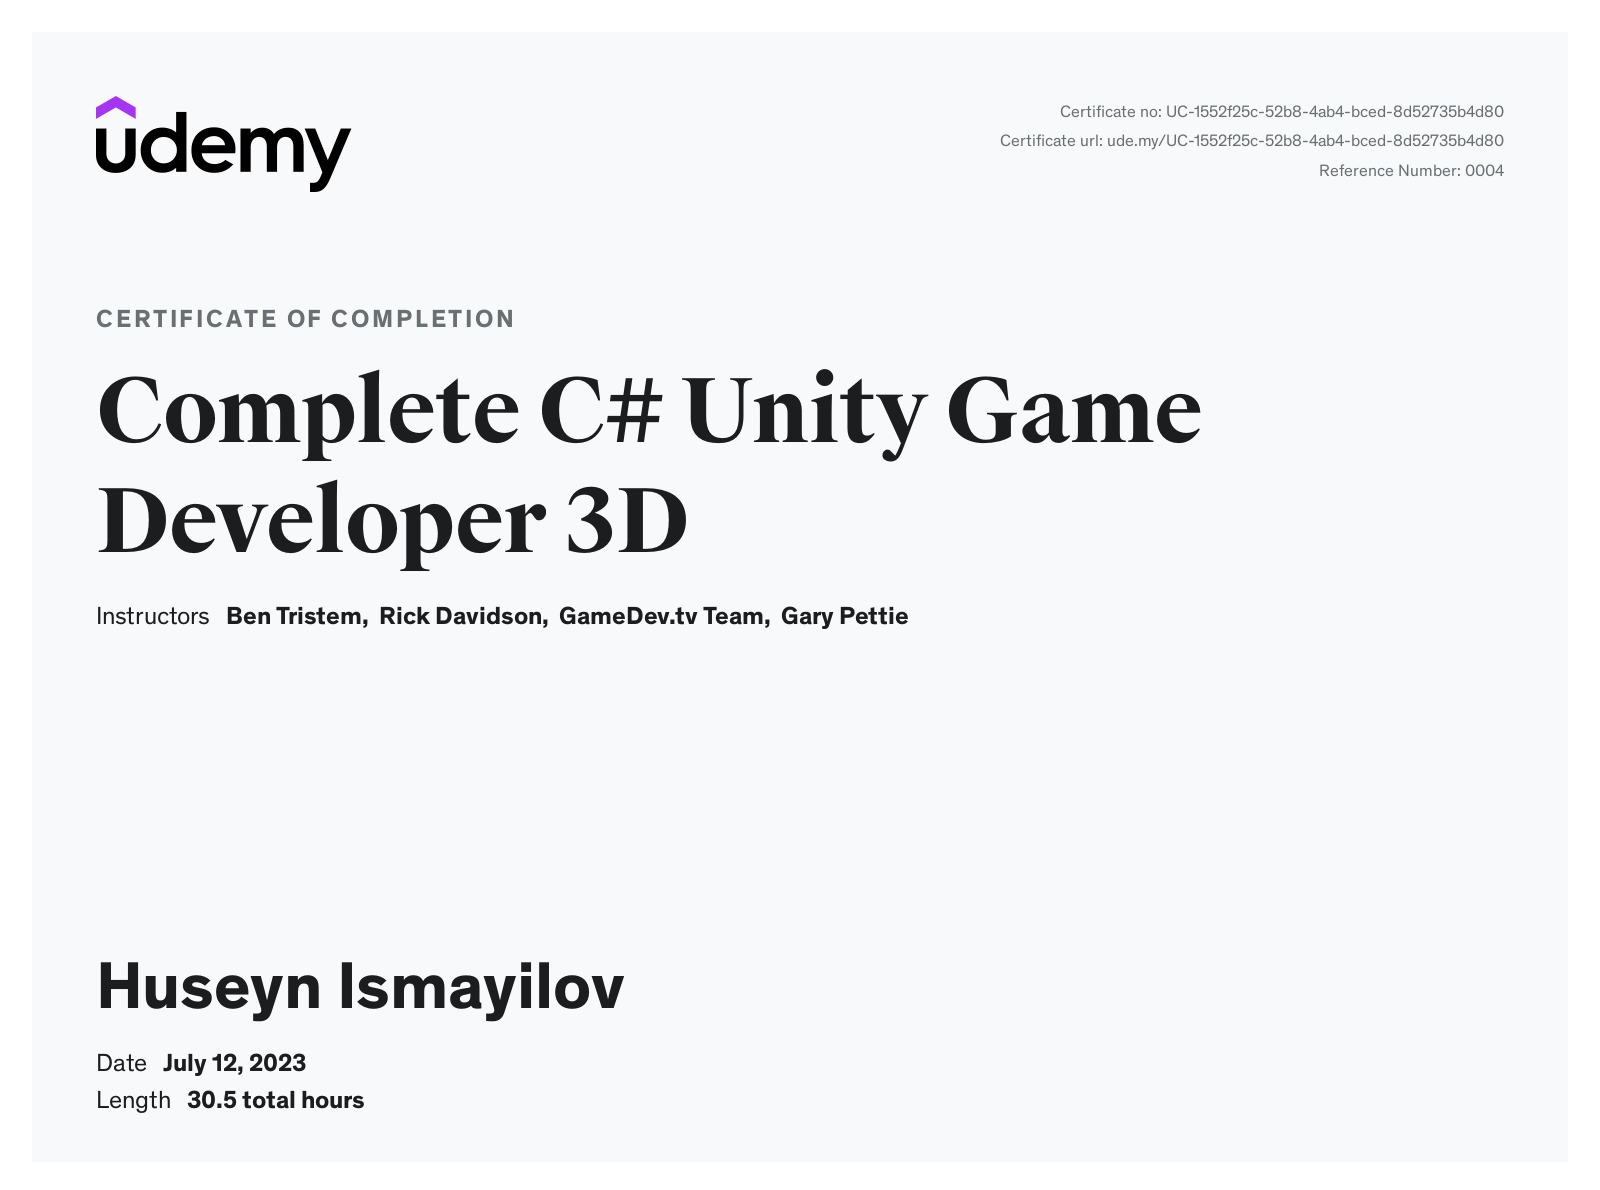 udemy
Certificate no: UC-1552f25c-52b8-4ab4-bced-8d52735b4d80
Certificate url: ude.my/UC-1552f25c-52b8-4ab4-bced-8d52735b4d80
Reference Number: 0004
CERTIFICATE OF COMPLETION
Complete C# Unity Game
Developer 3D
Instructors Ben Tristem, Rick Davidson, GameDev.tv Team, Gary Pettie
Huseyn Ismayilov
Date July 12, 2023
Length 30.5 total hours